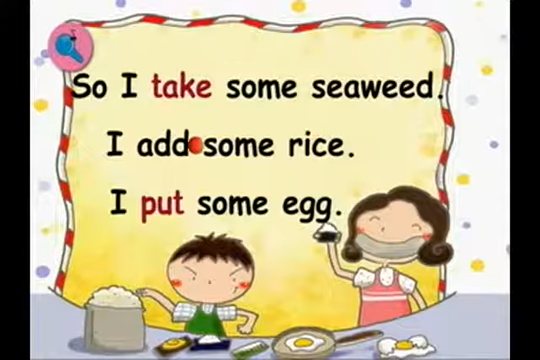 So I take some seaweed.
I add some rice.
I put some egg.